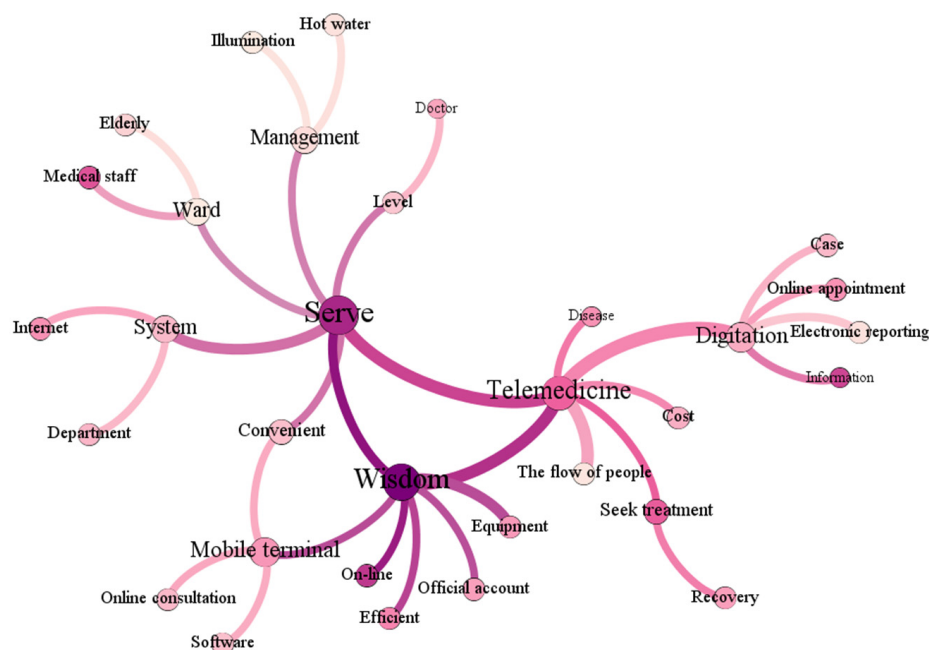 Hot water
Illumination
Doctor
Elderly
Management
Medical staff
Level
Ward
Case
Online appointment
Serve
Disease
Internet
System
Electronic reporting
Digitation
Information
Telemedicine
Cost
Department
Convenient
The flow of people
Wisdom
Seek treatment
Equipment
Mobile terminal
On-line
Official account
Online consultation
Recovery
Efficient
Software